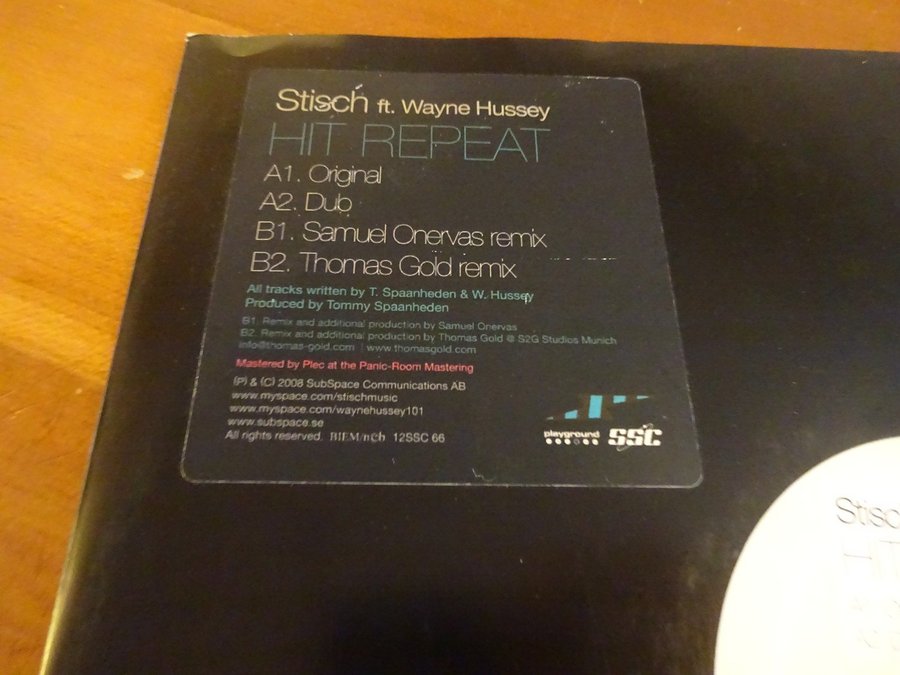 Stisch ft. Wayne Hussey
HIT REPEAT
A1. Original
A2. Dub
B1. Samuel Onervas remix
B2. Thomas Gold remix
All tracks written by T. Spaanheden & W. Hussey
Produced by Tommy Spaanheden
B1. Remix and additional production by Samuel Onervas
B2. Remix and additional production by Thomas Gold @ S2G Studios Munich
info@thomas-gold.com | www.thomasgold.com
Mastered by Plec at the Panic-Room Mastering
(P) & (C) 2008 SubSpace Communications AB
www.myspace.com/stischmusic
www.myspace.com/waynehussey101
www.subspace.se
All rights reserved. BIEM/n©b 12SSC 66
playground
SSC
Stisc
HIT